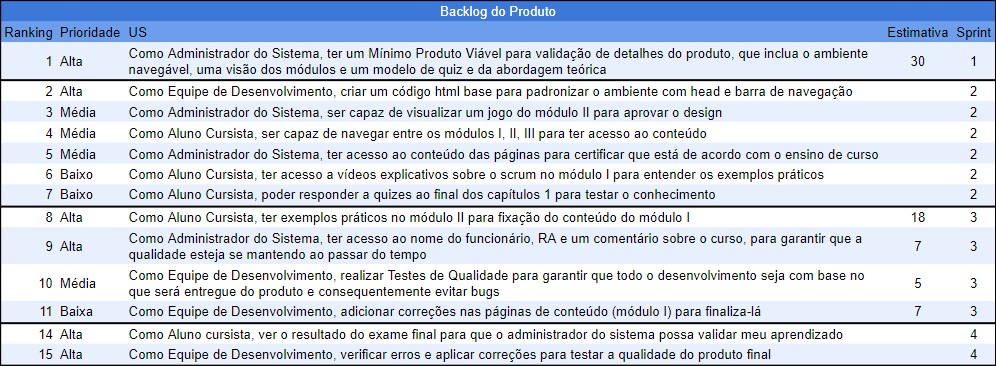 Backlog do Produto
Ranking Prioridade US Estimativa Sprint
1 Alta Como Administrador do Sistema, ter um Mínimo Produto Viável para validação de detalhes do produto, que inclua o ambiente
navegável, uma visão dos módulos e um modelo de quiz e da abordagem teórica 30 1
2 Alta Como Equipe de Desenvolvimento, criar um código html base para padronizar o ambiente com head e barra de navegação 2
3 Média Como Administrador do Sistema, ser capaz de visualizar um jogo do módulo II para aprovar o design 2
4 Média Como Aluno Cursista, ser capaz de navegar entre os módulos I, II, III para ter acesso ao conteúdo 2
5 Média Como Administrador do Sistema, ter acesso ao conteúdo das páginas para certificar que está de acordo com o ensino de curso 2
6 Baixo Como Aluno Cursista, ter acesso a vídeos explicativos sobre o scrum no módulo I para entender os exemplos práticos 2
7 Baixo Como Aluno Cursista, poder responder a quizes ao final dos capítulos 1 para testar o conhecimento 2
8 Alta Como Aluno Cursista, ter exemplos práticos no módulo II para fixação do conteúdo do módulo I 18 3
9 Alta Como Administrador do Sistema, ter acesso ao nome do funcionário, RA e um comentário sobre o curso, para garantir que a
qualidade esteja se mantendo ao passar do tempo 7 3
10 Média Como Equipe de Desenvolvimento, realizar Testes de Qualidade para garantir que todo o desenvolvimento seja com base no
que será entregue do produto e consequentemente evitar bugs 5 3
11 Baixa Como Equipe de Desenvolvimento, adicionar correções nas páginas de conteúdo (módulo I) para finaliza-lá 7 3
14 Alta Como Aluno cursista, ver o resultado do exame final para que o administrador do sistema possa validar meu aprendizado 4
15 Alta Como Equipe de Desenvolvimento, verificar erros e aplicar correções para testar a qualidade do produto final 4